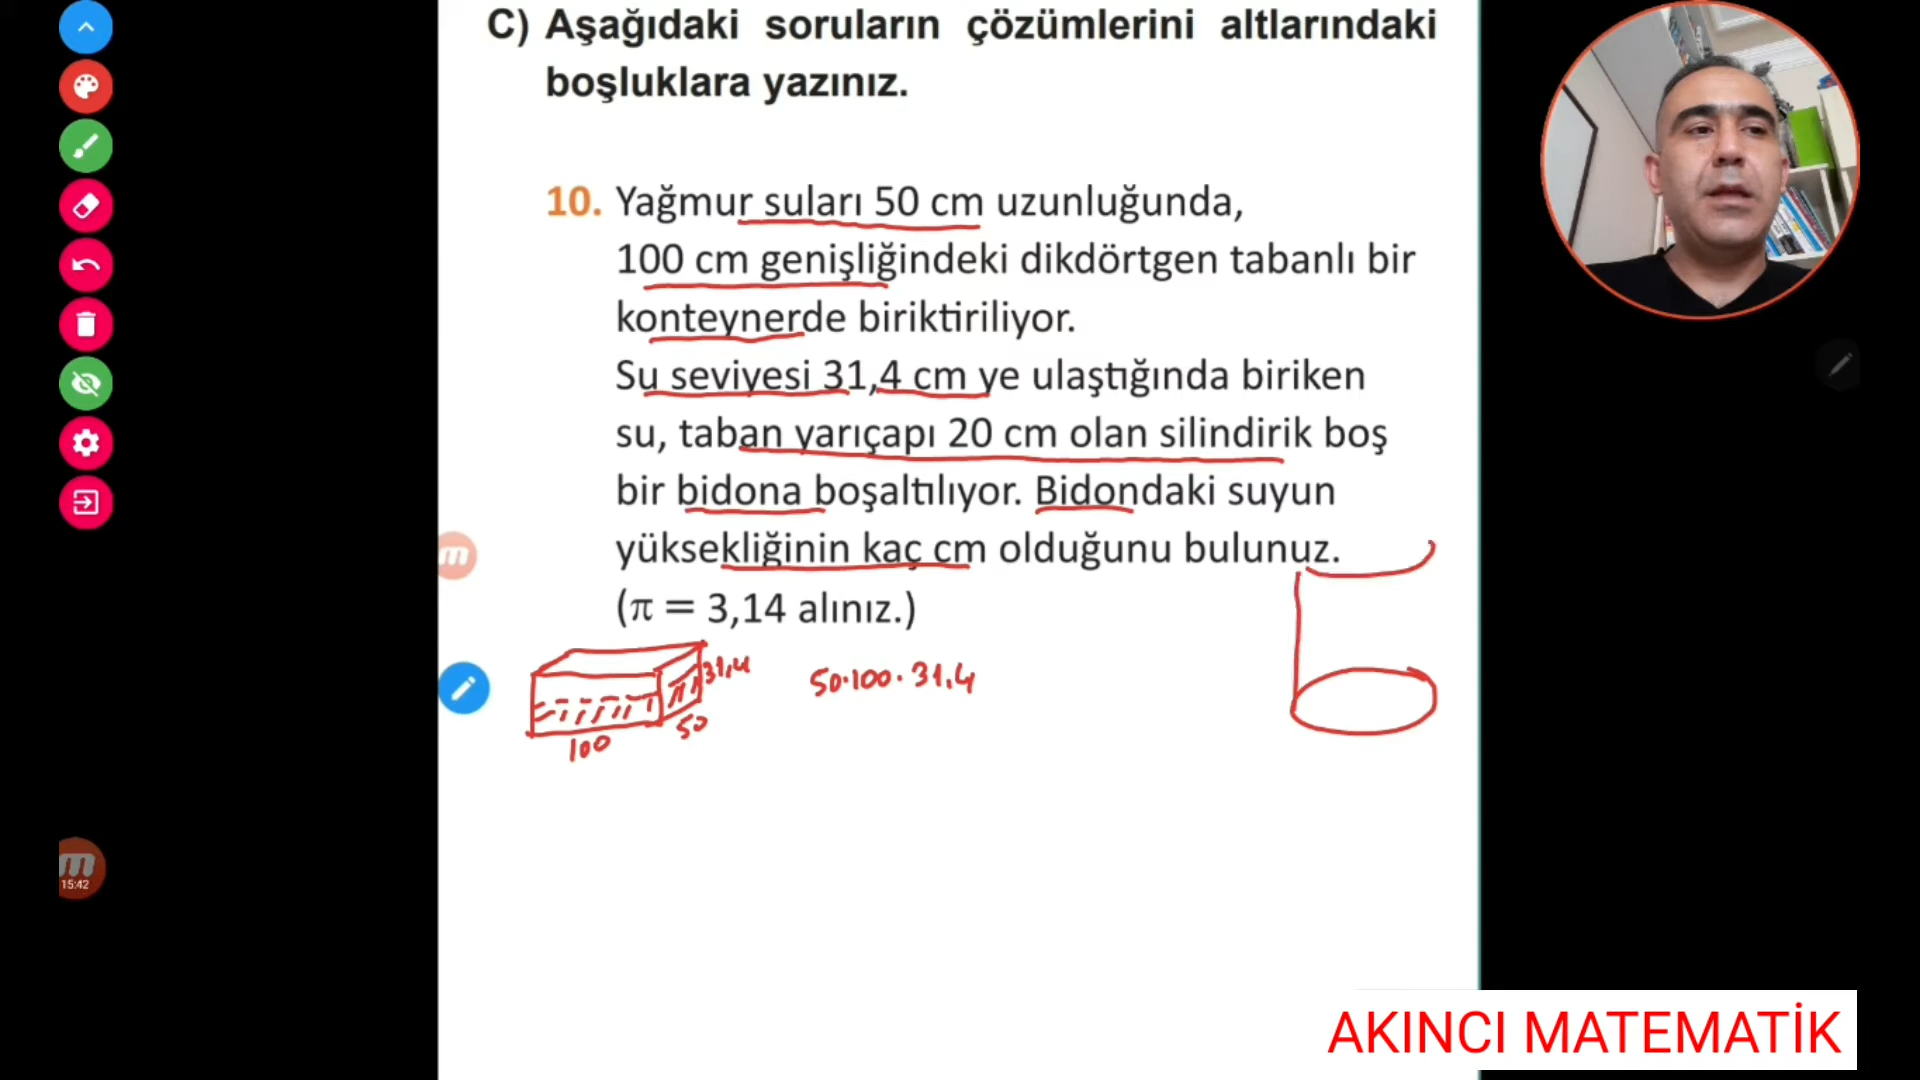 C) Aşağıdaki soruların çözümlerini altlarındaki
boşluklara yazınız.
10. Yağmur suları 50 cm uzunluğunda,
100 cm genişliğindeki dikdörtgen tabanlı bir
konteynerde biriktiriliyor.
Su seviyesi 31,4 cm ye ulaştığında biriken
su, taban yarıçapı 20 cm olan silindirik boş
bir bidona boşaltılıyor. Bidondaki suyun
yüksekliğinin kaç cm olduğunu bulunuz.
(π = 3,14 alınız.)
31,4
50
100
50·100·31,4
m
m
15:42
AKINCI MATEMATİK